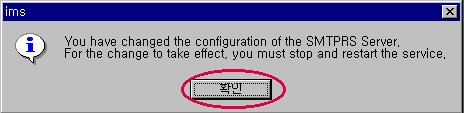 ims
You have changed the configuration of the SMTPRS Server,
For the change to take effect, you must stop and restart the service,
확인